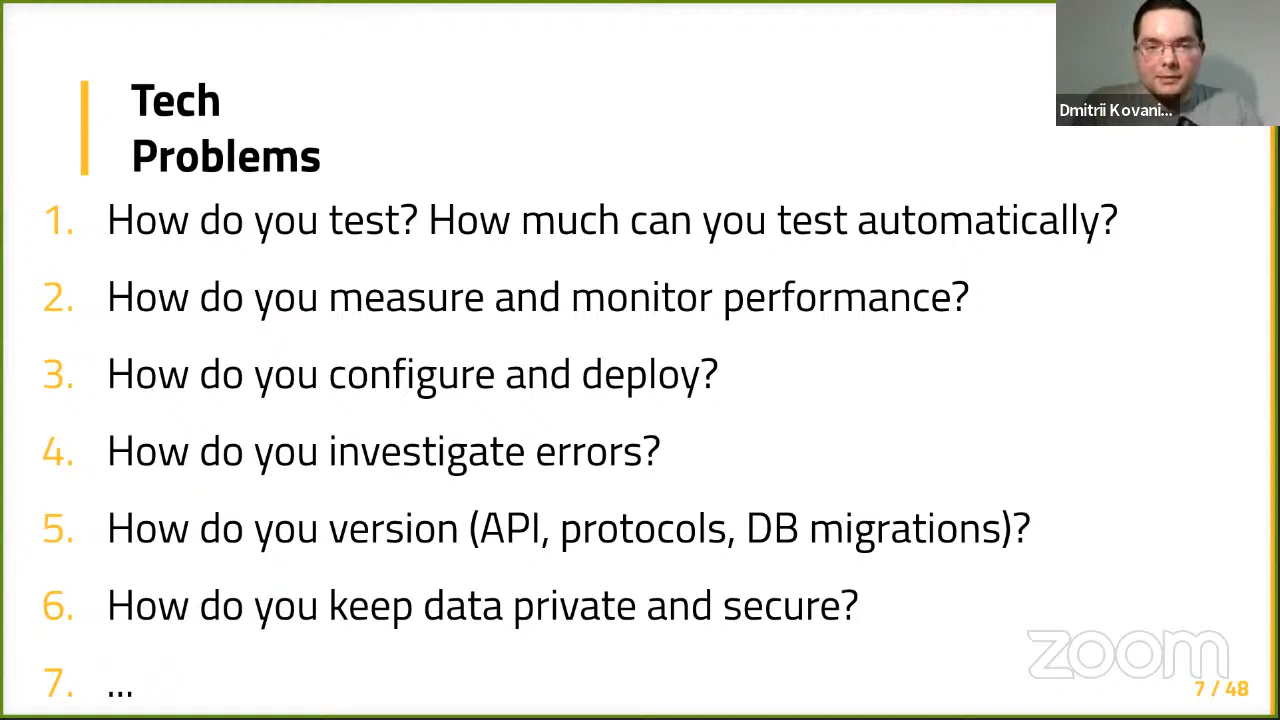 Tech
Problems
Dmitrii Kovani...
1. How do you test? How much can you test automatically?
2. How do you measure and monitor performance?
3. How do you configure and deploy?
4. How do you investigate errors?
5. How do you version (API, protocols, DB migrations)?
6. How do you keep data private and secure?
7. ...
zoom
7 / 48